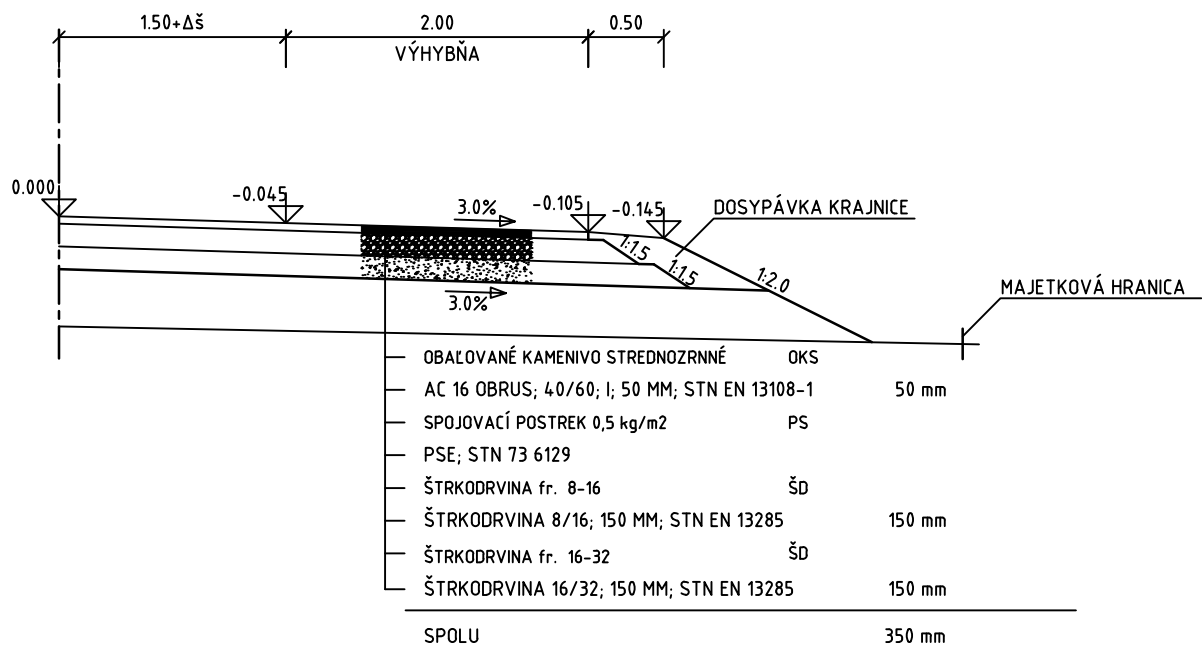 1.50+Δš 2.00 0.50
VÝHYBŇA
0.000 -0.045 3.0% -0.105 -0.145 DOSYPÁVKA KRAJNICE
1:1.5 1:1.5 1:2.0
3.0% MAJETKOVÁ HRANICA
OBAĽOVANÉ KAMENIVO STREDNOZRNNÉ OKS
AC 16 OBRUS; 40/60; I; 50 MM; STN EN 13108-1 50 mm
SPOJOVACÍ POSTREK 0,5 kg/m2 PS
PSE; STN 73 6129
ŠTRKODRVINA fr. 8-16 ŠD
ŠTRKODRVINA 8/16; 150 MM; STN EN 13285 150 mm
ŠTRKODRVINA fr. 16-32 ŠD
ŠTRKODRVINA 16/32; 150 MM; STN EN 13285 150 mm
SPOLU 350 mm